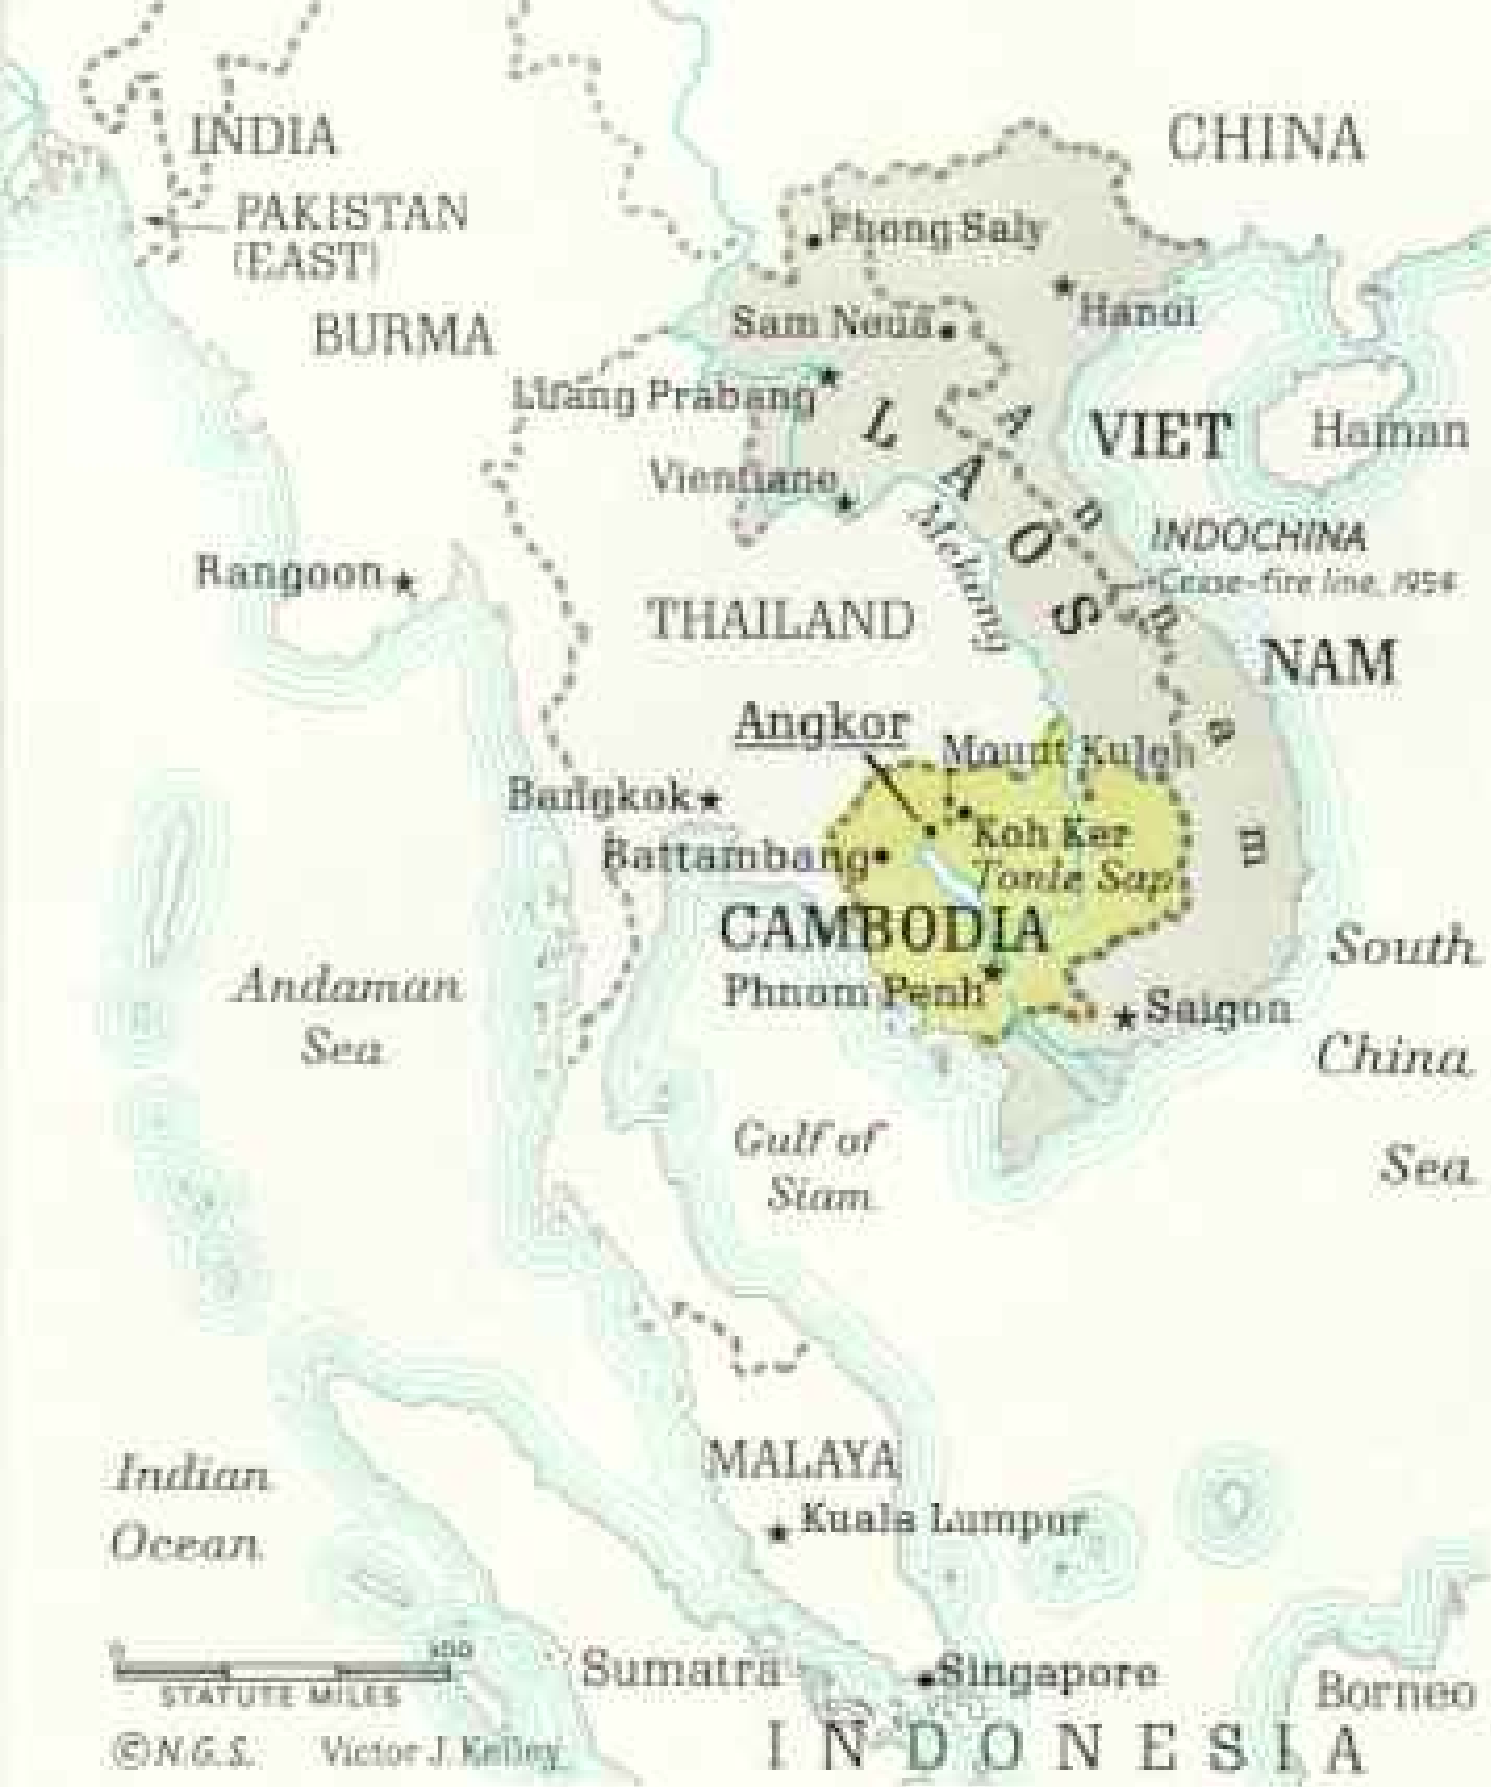 INDIA
CHINA
PAKISTAN
(EAST)
Phong Saly
BURMA
Hanoi
Sam Neua
Luang Prabang
LAOS
Annam
VIET
NAM
Hainan
Vientiane
Mekong
INDOCHINA
Cease-fire line, 1954
Rangoon
THAILAND
Angkor
Mount Kuleh
Bangkok
Koh Ker
Battambang
Tonle Sap
CAMBODIA
Phnom Penh
Saigon
South
China
Sea
Andaman
Sea
Gulf of
Siam
MALAYA
Kuala Lumpur
Indian
Ocean
Sumatra
Singapore
Borneo
INDONESIA
0
STATUTE MILES
©N.G.S. Victor J. Kelley